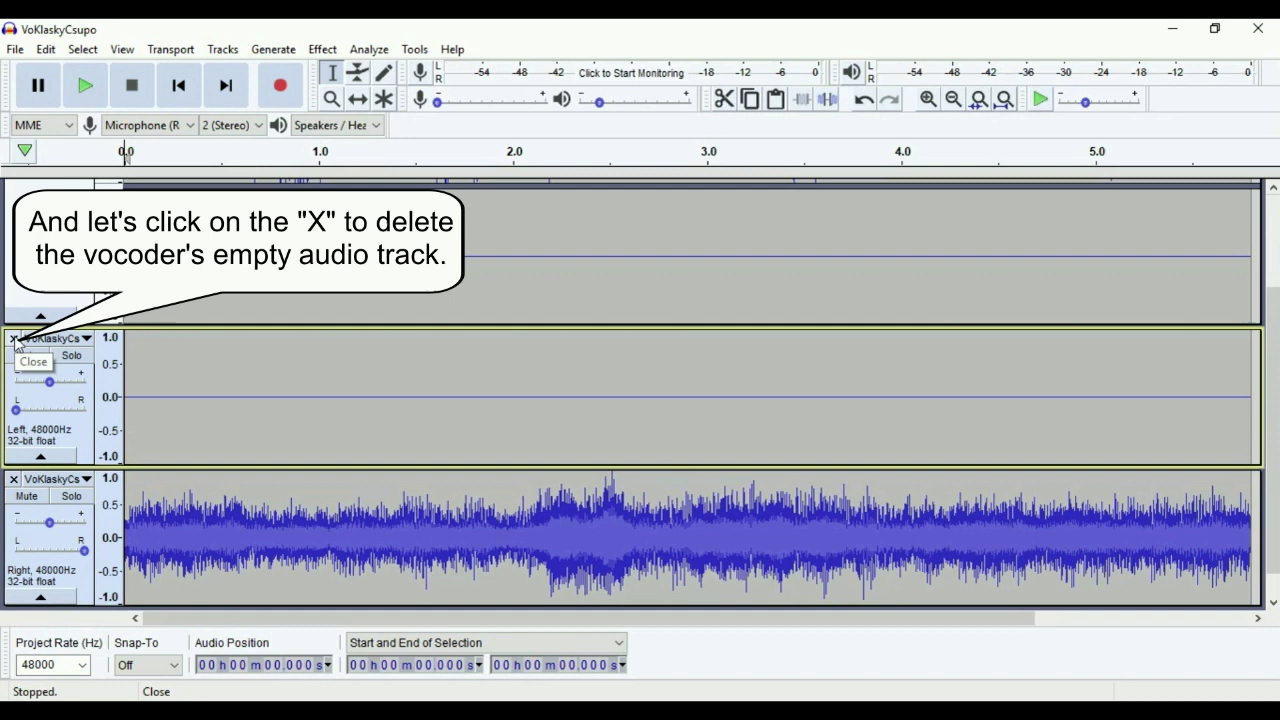 VoKlaskyCsupo
File Edit Select View Transport Tracks Generate Effect Analyze Tools Help
L R -54 -48 -42 Click to Start Monitoring -18 -12 -6 0 L R -54 -48 -42 -36 -30 -24 -18 -12 -6 0
- + - + - +
MME Microphone (R 2 (Stereo) Speakers / Hea
0.0 1.0 2.0 3.0 4.0 5.0
And let's click on the "X" to delete
the vocoder's empty audio track.
VoKlaskyCs 1.0
Solo
Close
0.5
- +
0.0
L R
-0.5
Left, 48000Hz
32-bit float
-1.0
VoKlaskyCs 1.0
Mute Solo
0.5
- +
0.0
L R
-0.5
Right, 48000Hz
32-bit float
-1.0
Project Rate (Hz) Snap-To Audio Position Start and End of Selection
48000 Off 00 h 00 m 00.000 s 00 h 00 m 00.000 s 00 h 00 m 00.000 s
Stopped. Close